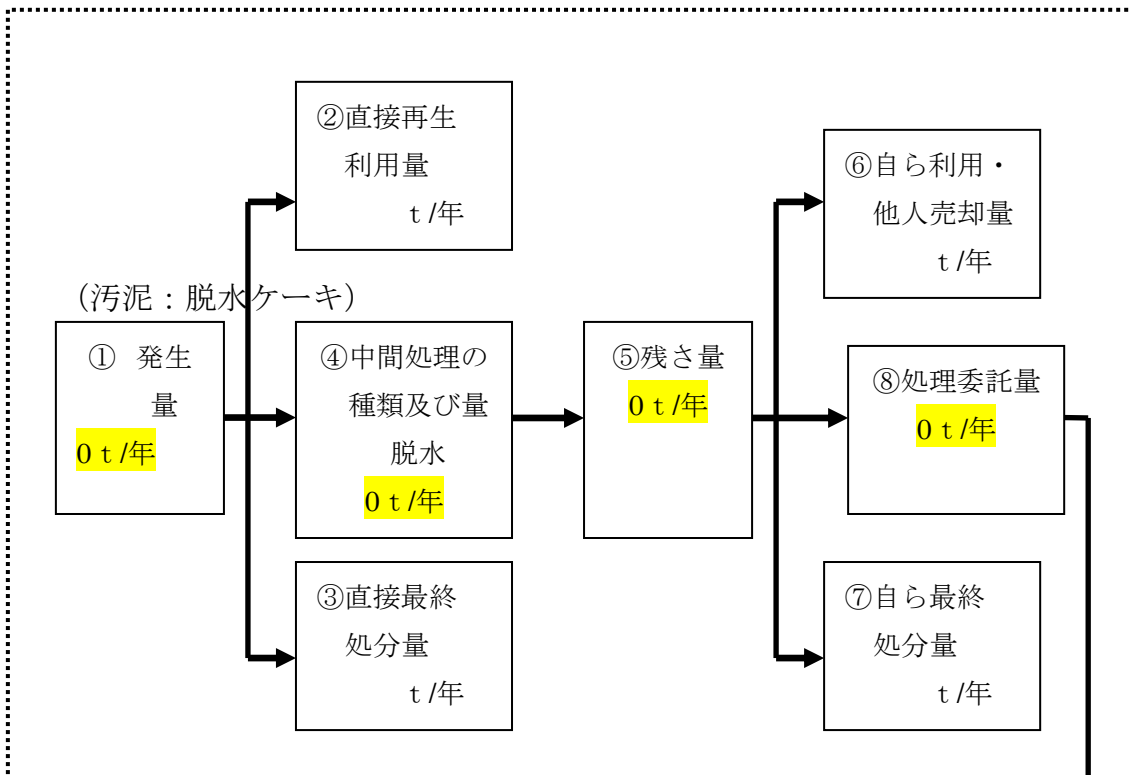 ②直接再生
利用量
ｔ/年
⑥自ら利用・
他人売却量
ｔ/年
（汚泥：脱水ケーキ）
① 発生
量
0ｔ/年
④中間処理の
種類及び量
脱水
0ｔ/年
⑤残さ量
0ｔ/年
⑧処理委託量
0ｔ/年
③直接最終
処分量
ｔ/年
⑦自ら最終
処分量
ｔ/年